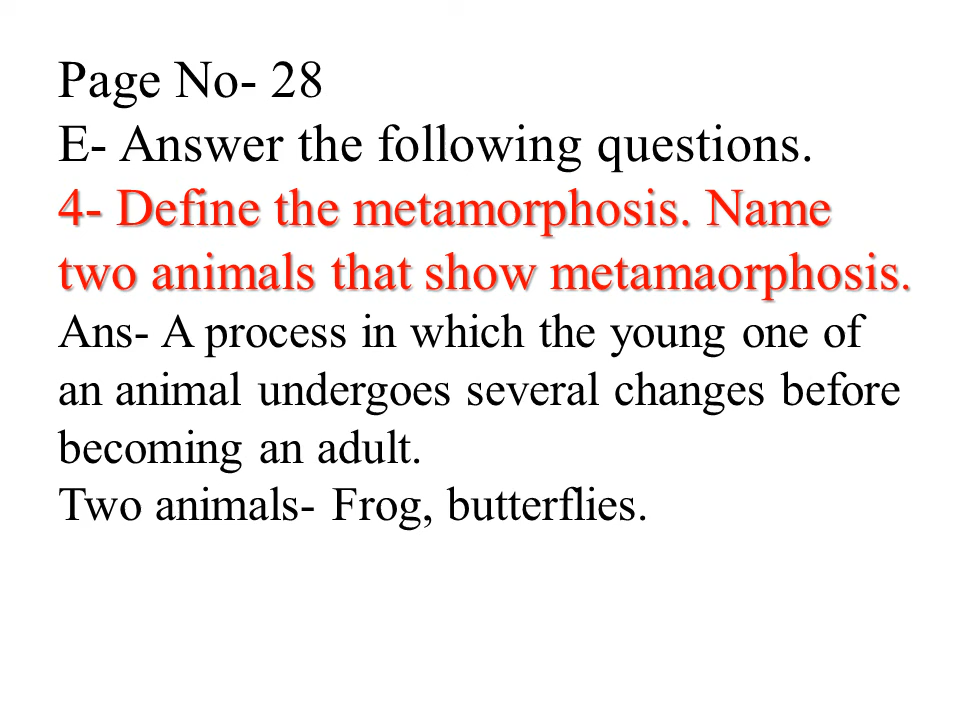 Page No- 28
E- Answer the following questions.
4- Define the metamorphosis. Name
two animals that show metamaorphosis.
Ans- A process in which the young one of
an animal undergoes several changes before
becoming an adult.
Two animals- Frog, butterflies.